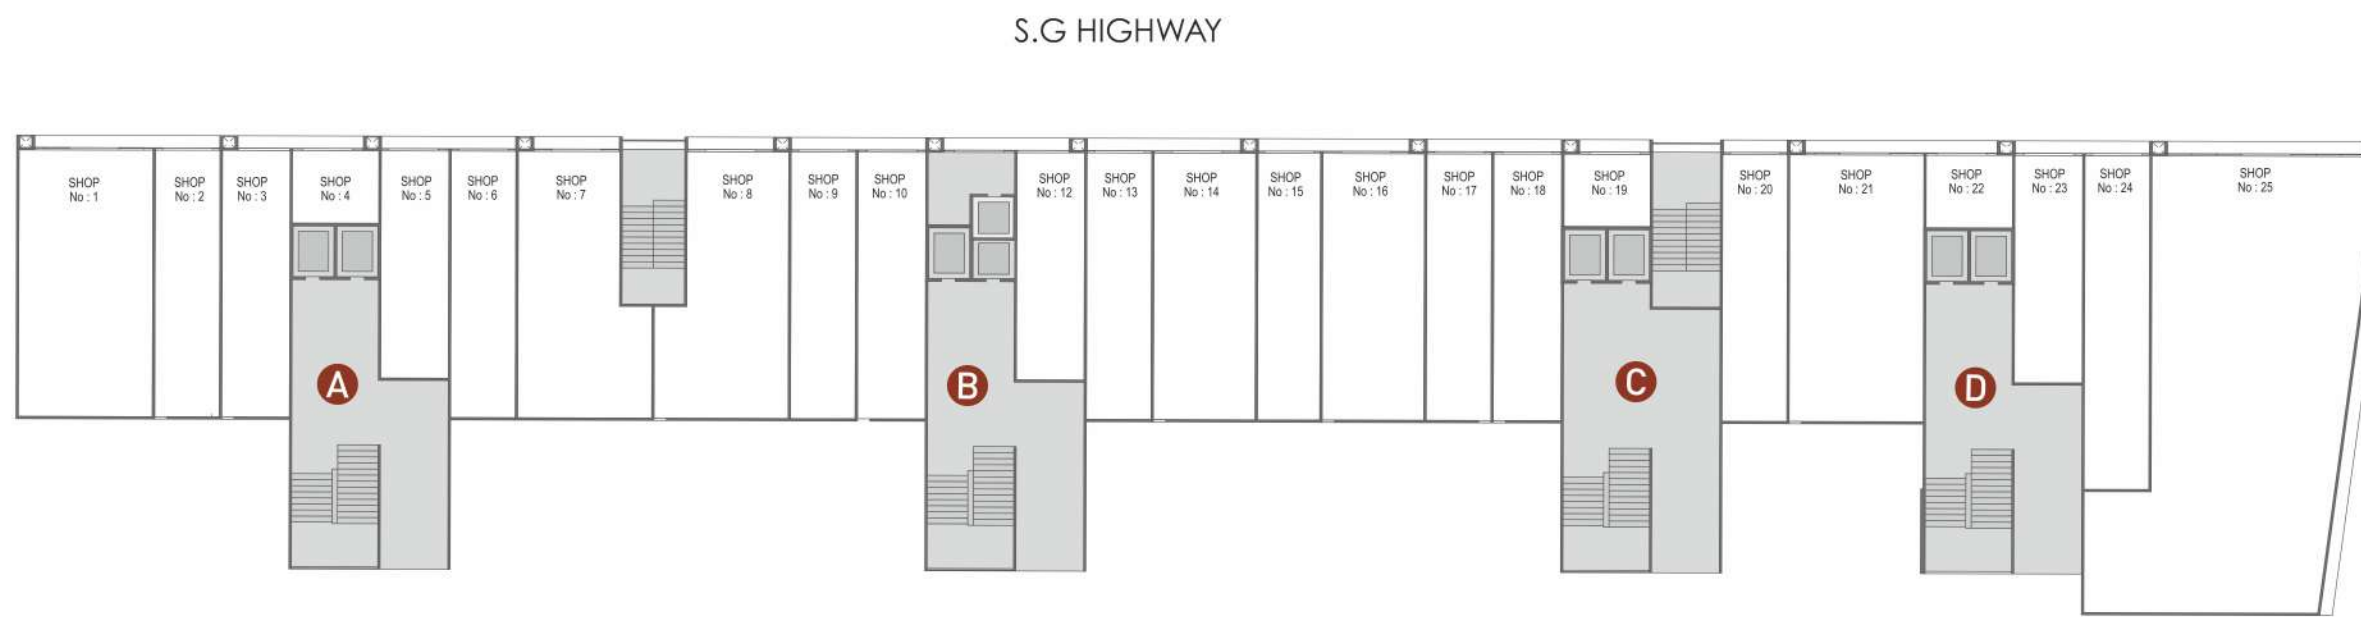 S.G HIGHWAY
SHOP
No : 1
SHOP
No : 2
SHOP
No : 3
SHOP
No : 4
SHOP
No : 5
SHOP
No : 6
SHOP
No : 7
SHOP
No : 8
SHOP
No : 9
SHOP
No : 10
SHOP
No : 12
SHOP
No : 13
SHOP
No : 14
SHOP
No : 15
SHOP
No : 16
SHOP
No : 17
SHOP
No : 18
SHOP
No : 19
SHOP
No : 20
SHOP
No : 21
SHOP
No : 22
SHOP
No : 23
SHOP
No : 24
SHOP
No : 25
A
B
C
D